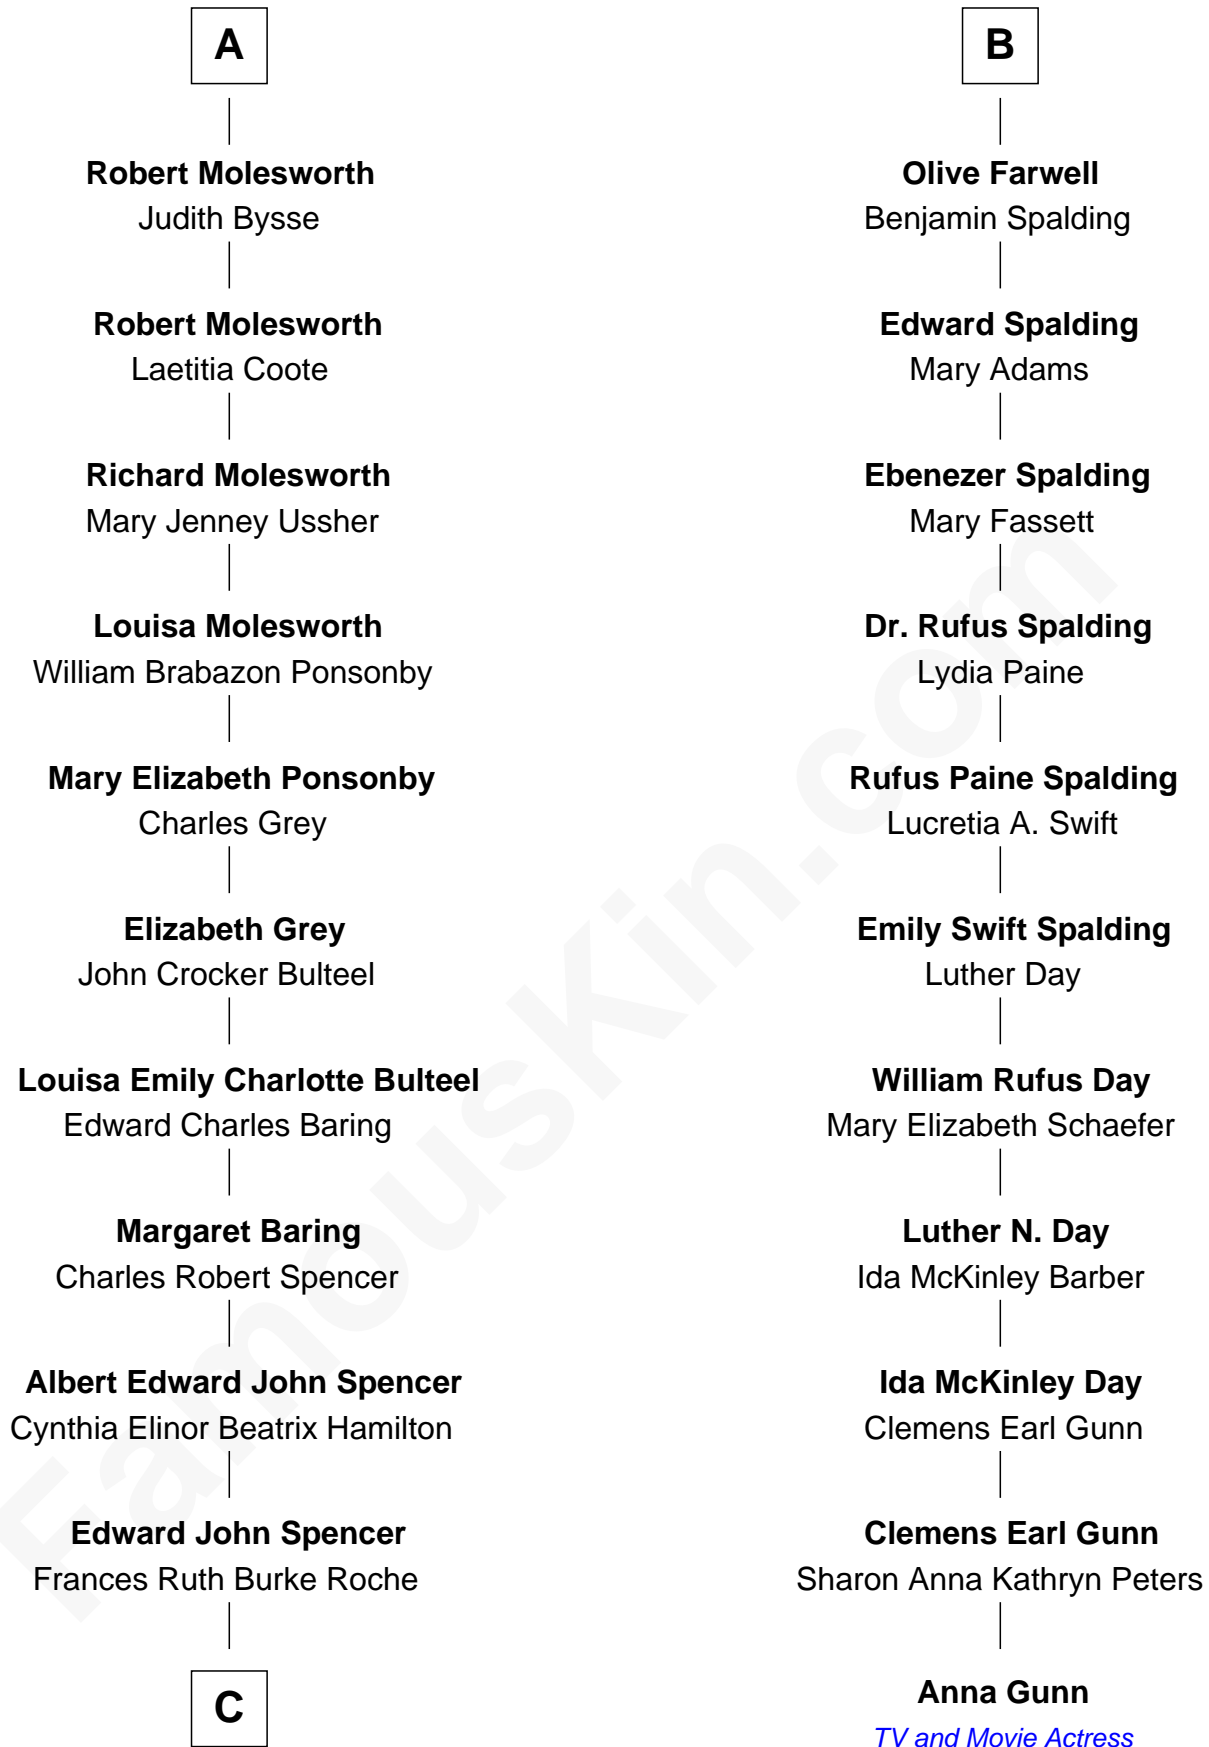 A
Robert Molesworth
Judith Bysse
Robert Molesworth
Laetitia Coote
Richard Molesworth
Mary Jenney Ussher
Louisa Molesworth
William Brabazon Ponsonby
Mary Elizabeth Ponsonby
Charles Grey
Elizabeth Grey
John Crocker Bulteel
Louisa Emily Charlotte Bulteel
Edward Charles Baring
Margaret Baring
Charles Robert Spencer
Albert Edward John Spencer
Cynthia Elinor Beatrix Hamilton
Edward John Spencer
Frances Ruth Burke Roche
C
B
Olive Farwell
Benjamin Spalding
Edward Spalding
Mary Adams
Ebenezer Spalding
Mary Fassett
Dr. Rufus Spalding
Lydia Paine
Rufus Paine Spalding
Lucretia A. Swift
Emily Swift Spalding
Luther Day
William Rufus Day
Mary Elizabeth Schaefer
Luther N. Day
Ida McKinley Barber
Ida McKinley Day
Clemens Earl Gunn
Clemens Earl Gunn
Sharon Anna Kathryn Peters
Anna Gunn
TV and Movie Actress
FamousKin.com